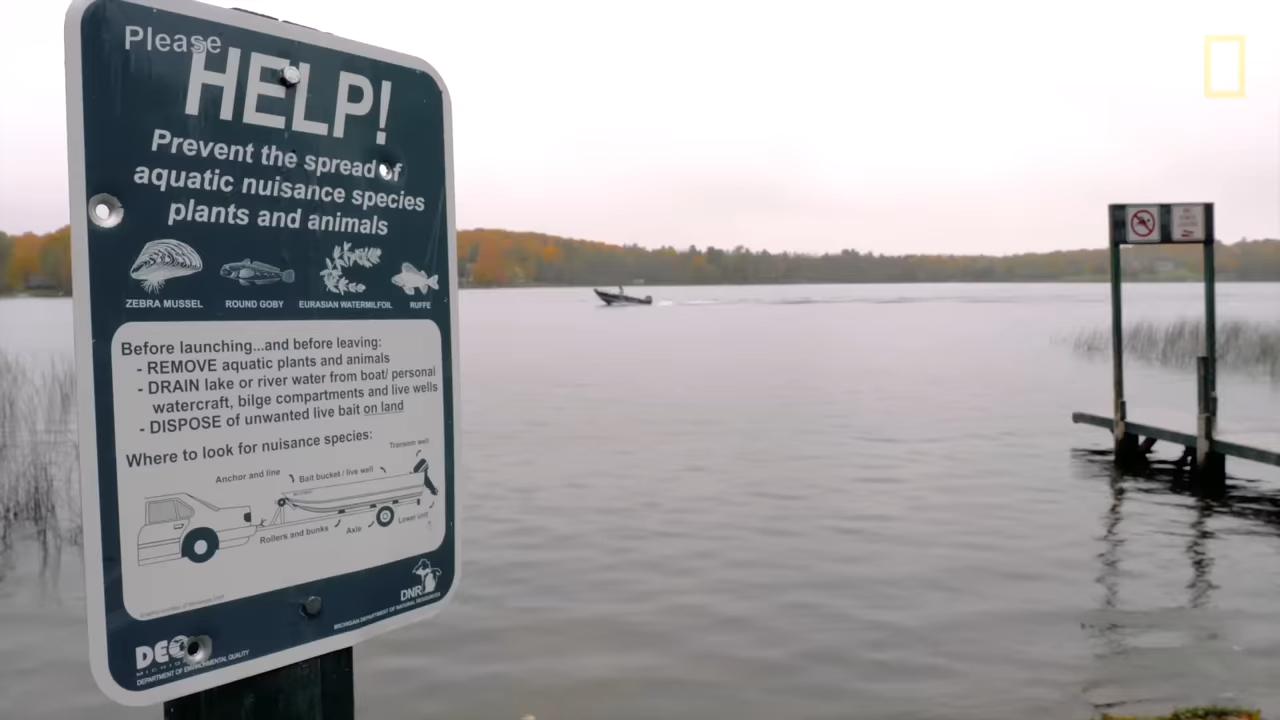 Please
HELP!
Prevent the spread of
aquatic nuisance species
plants and animals
ZEBRA MUSSEL ROUND GOBY EURASIAN WATERMILFOIL RUFFE
Before launching...and before leaving:
- REMOVE aquatic plants and animals
- DRAIN lake or river water from boat/ personal
watercraft, bilge compartments and live wells
- DISPOSE of unwanted live bait on land
Where to look for nuisance species:
Transom well
Anchor and line
Bait bucket / live well
Rollers and bunks
Axle
Lower unit
DNR
MICHIGAN DEPARTMENT OF NATURAL RESOURCES
DEQ
DEPARTMENT OF ENVIRONMENTAL QUALITY